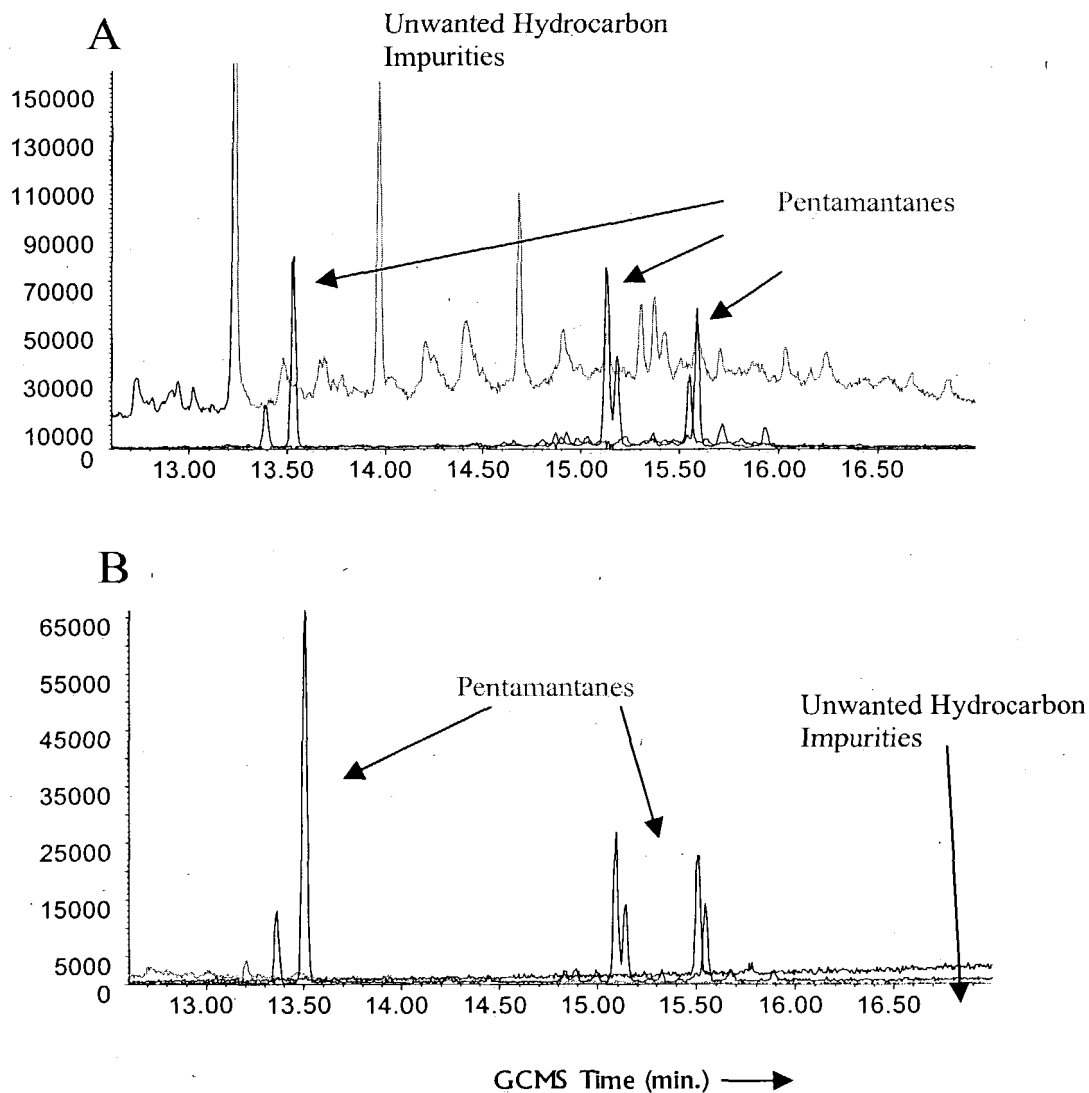 A
Unwanted Hydrocarbon
Impurities
150000
130000
110000
90000
70000
50000
30000
10000
0
Pentamantanes
13.00 13.50 14.00 14.50 15.00 15.50 16.00 16.50
B
65000
55000
45000
35000
25000
15000
5000
0
Pentamantanes
Unwanted Hydrocarbon
Impurities
13.00 13.50 14.00 14.50 15.00 15.50 16.00 16.50
GCMS Time (min.)